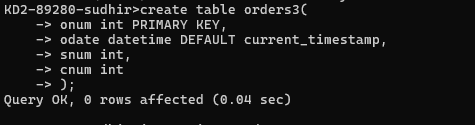 KD2-89280-sudhir>create table orders3(
    -> onum int PRIMARY KEY,
    -> odate datetime DEFAULT current_timestamp,
    -> snum int,
    -> cnum int
    -> );
Query OK, 0 rows affected (0.04 sec)